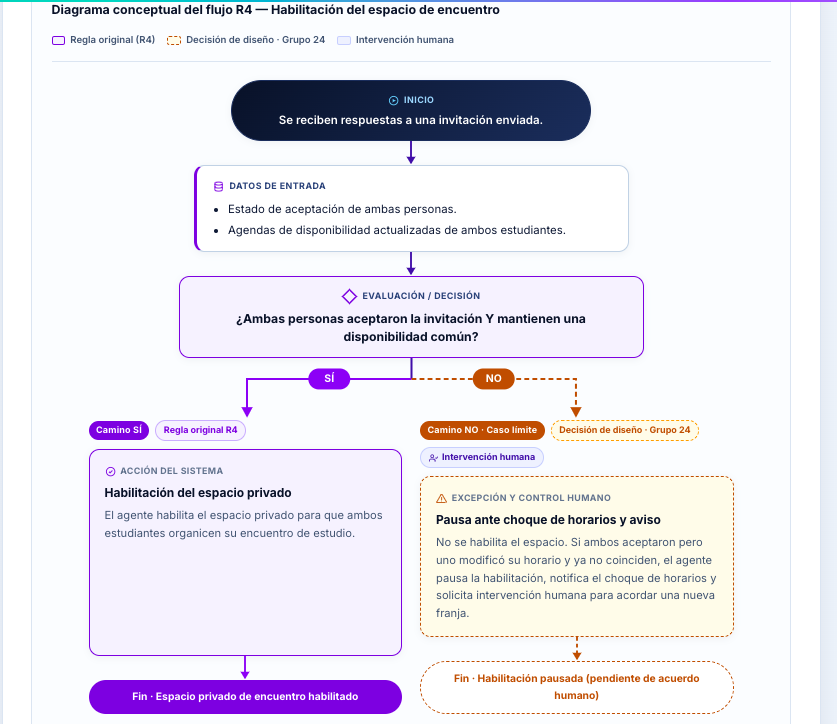 Diagrama conceptual del flujo R4 — Habilitación del espacio de encuentro
Regla original (R4)
Decisión de diseño · Grupo 24
Intervención humana
INICIO
Se reciben respuestas a una invitación enviada.
DATOS DE ENTRADA
• Estado de aceptación de ambas personas.
• Agendas de disponibilidad actualizadas de ambos estudiantes.
EVALUACIÓN / DECISIÓN
¿Ambas personas aceptaron la invitación Y mantienen una
disponibilidad común?
SÍ
NO
Camino SÍ
Regla original R4
ACCIÓN DEL SISTEMA
Habilitación del espacio privado
El agente habilita el espacio privado para que ambos
estudiantes organicen su encuentro de estudio.
Fin · Espacio privado de encuentro habilitado
Camino NO · Caso límite
Decisión de diseño · Grupo 24
Intervención humana
EXCEPCIÓN Y CONTROL HUMANO
Pausa ante choque de horarios y aviso
No se habilita el espacio. Si ambos aceptaron pero
uno modificó su horario y ya no coinciden, el agente
pausa la habilitación, notifica el choque de horarios y
solicita intervención humana para acordar una nueva
franja.
Fin · Habilitación pausada (pendiente de acuerdo
humano)